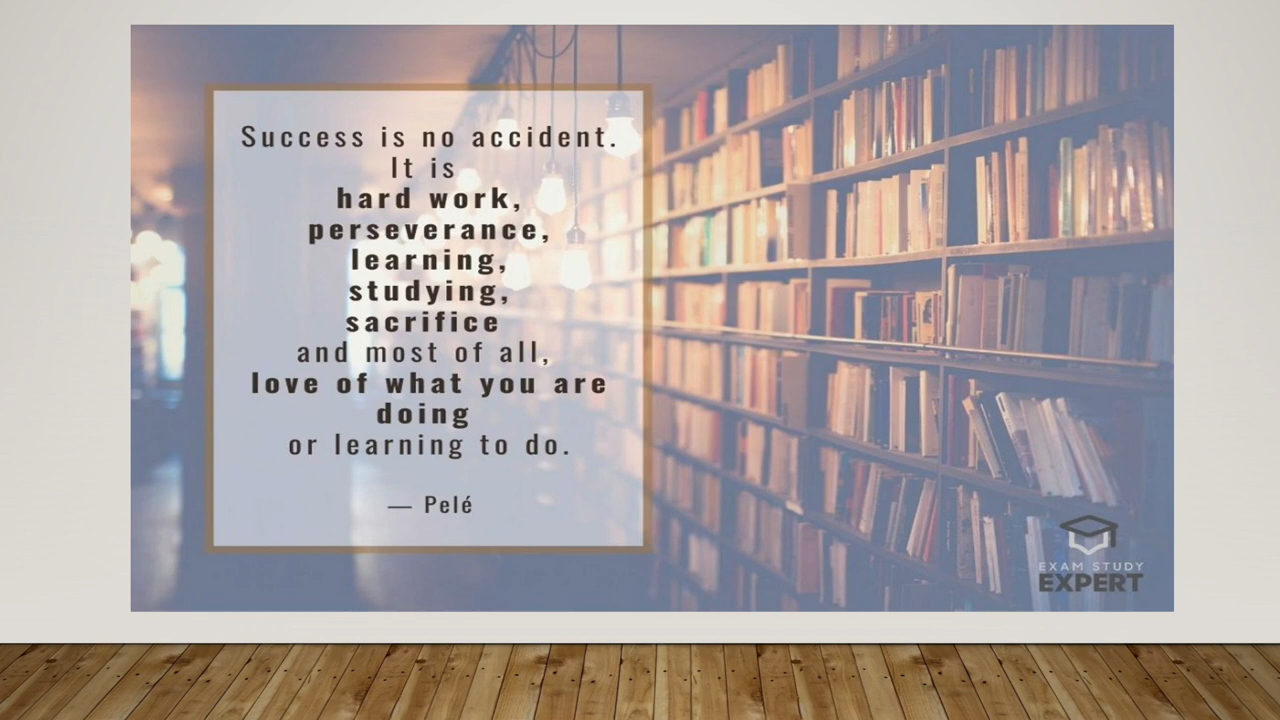 Success is no accident.
It is
hard work,
perseverance,
learning,
studying,
sacrifice
and most of all,
love of what you are
doing
or learning to do.
— Pelé
EXAM STUDY
EXPERT